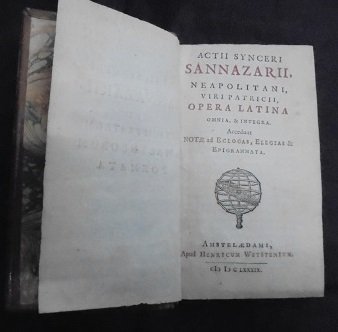 ACTII SYNCERI
SANNAZARII,
NEAPOLITANI,
VIRI PATRICII,
OPERA LATINA
OMNIA, & INTEGRA.
Accedunt
NOTÆ ad ECLOGAS, ELEGIAS &
EPIGRAMMATA.
AMSTELÆDAMI,
Apud HENRICUM WETSTENIUM.
cIɔ Iɔ C LXXXIX.